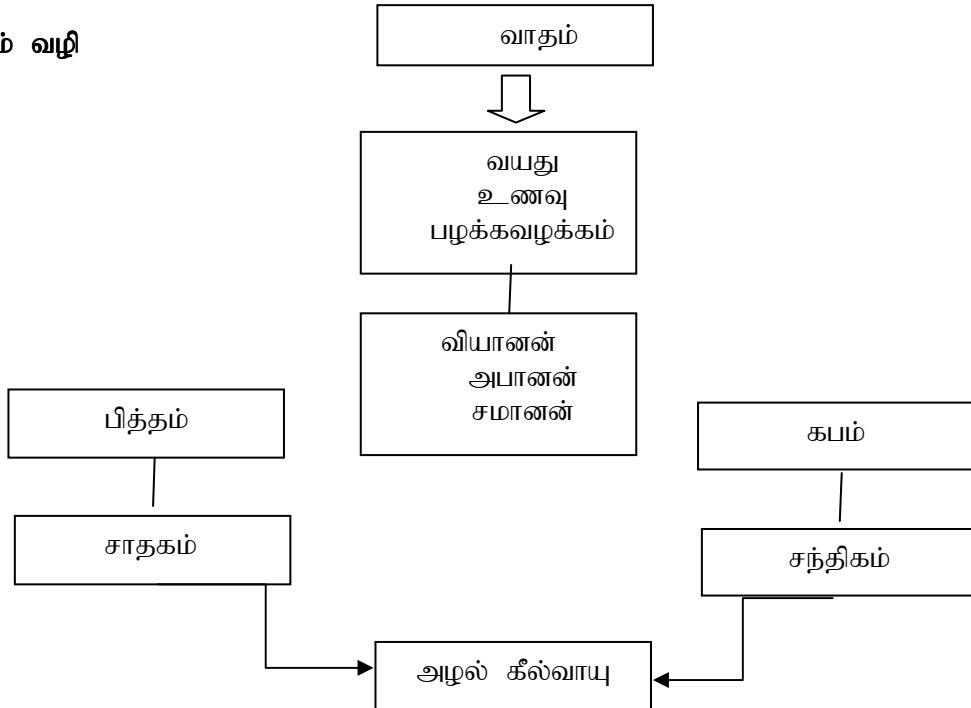 ம் வழி
வாதம்
வயது
உணவு
பழக்கவழக்கம்
வியானன்
அபானன்
சமானன்
பித்தம்
கபம்
சாதகம்
சந்திகம்
அழல் கீல்வாயு